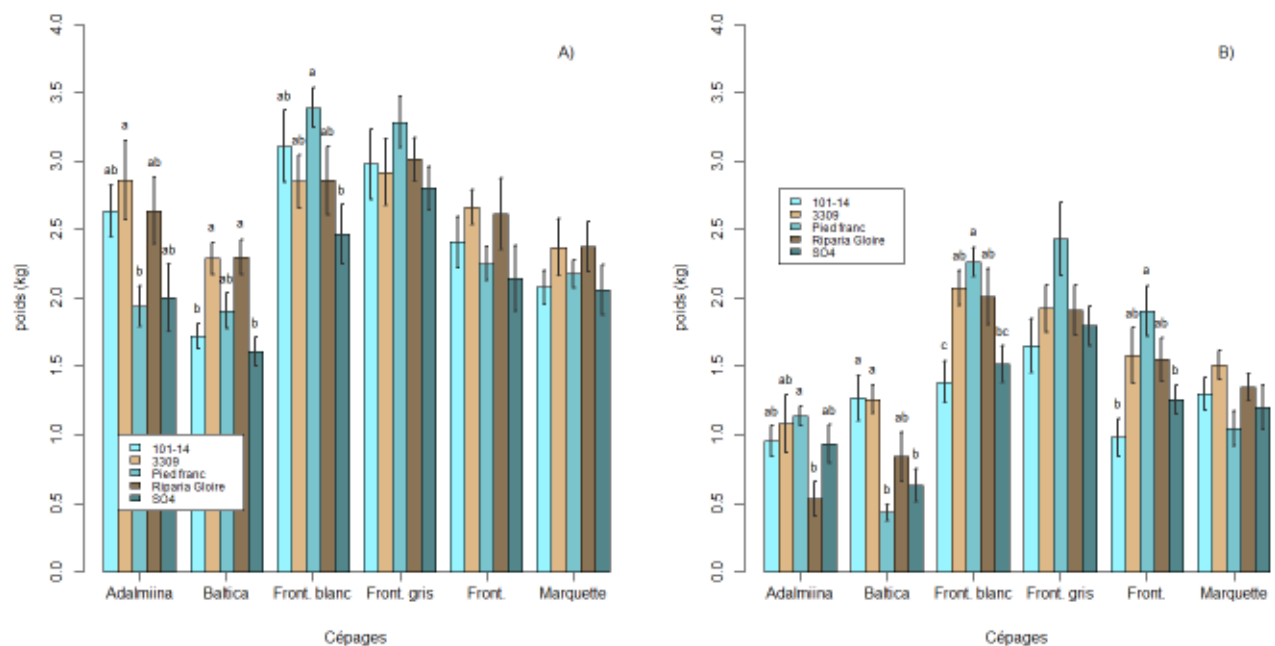 A)
poids (kg)
4.0
3.5
3.0
2.5
2.0
1.5
1.0
0.5
0.0
ab
a
ab
b
ab
b
a
ab
a
b
ab
ab
a
ab
b
101-14
3309
Pied franc
Riparia Gloire
SO4
Adalmiina Baltica Front. blanc Front. gris Front. Marquette
Cépages
B)
poids (kg)
4.0
3.5
3.0
2.5
2.0
1.5
1.0
0.5
0.0
101-14
3309
Pied franc
Riparia Gloire
SO4
ab
ab
a
b
ab
a
a
b
ab
b
c
ab
a
ab
bc
b
ab
a
ab
b
Adalmiina Baltica Front. blanc Front. gris Front. Marquette
Cépages